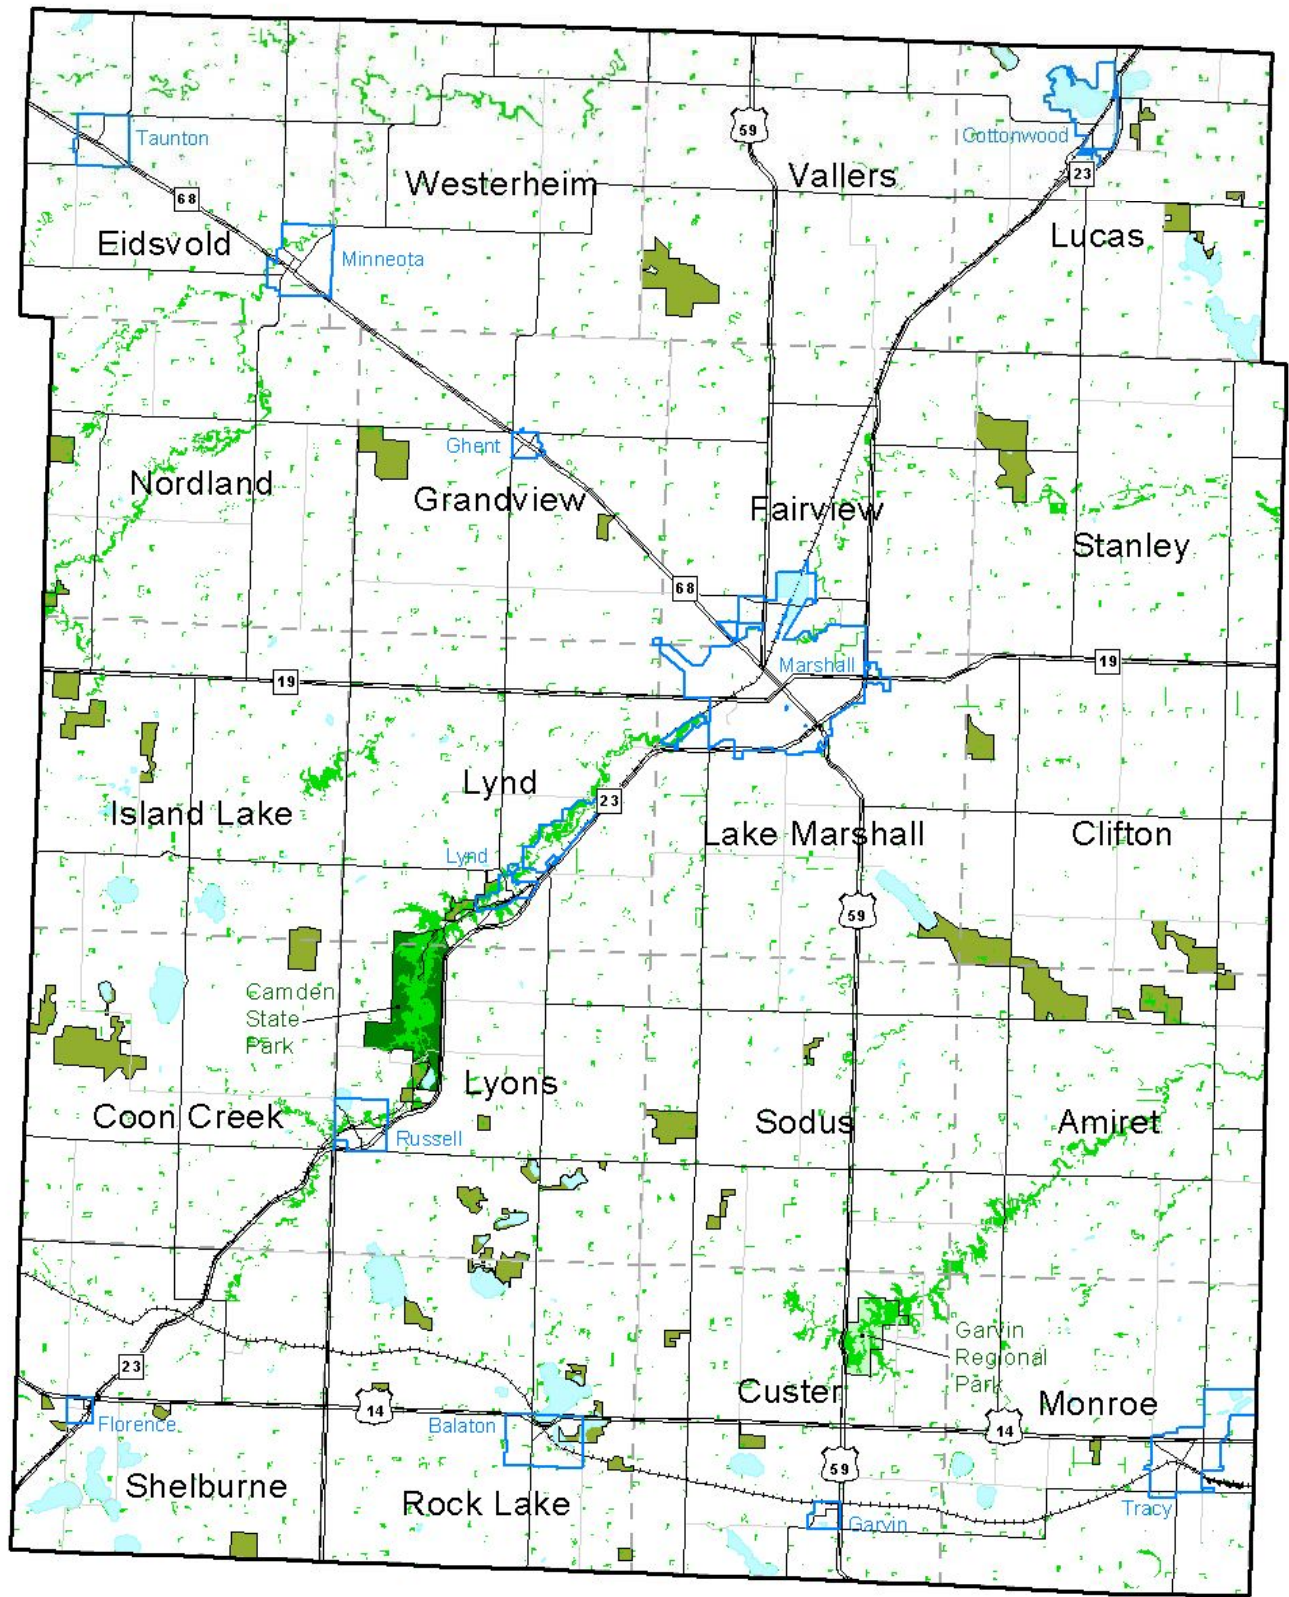 59
Taunton
Cottonwood
Vallers
23
Westerheim
68
Lucas
Eidsvold
Minneota
Ghent
Nordland
Grandview
Fairview
Stanley
68
Marshall
19
19
Lynd
23
Island Lake
Lake Marshall
Clifton
Lynd
59
Camden
State
Park
Lyons
Coon Creek
Sodus
Amiret
Russell
Garvin
Regional
Park
23
Custer
Monroe
14
Florence
Balaton
14
59
Shelburne
Rock Lake
Tracy
Garvin